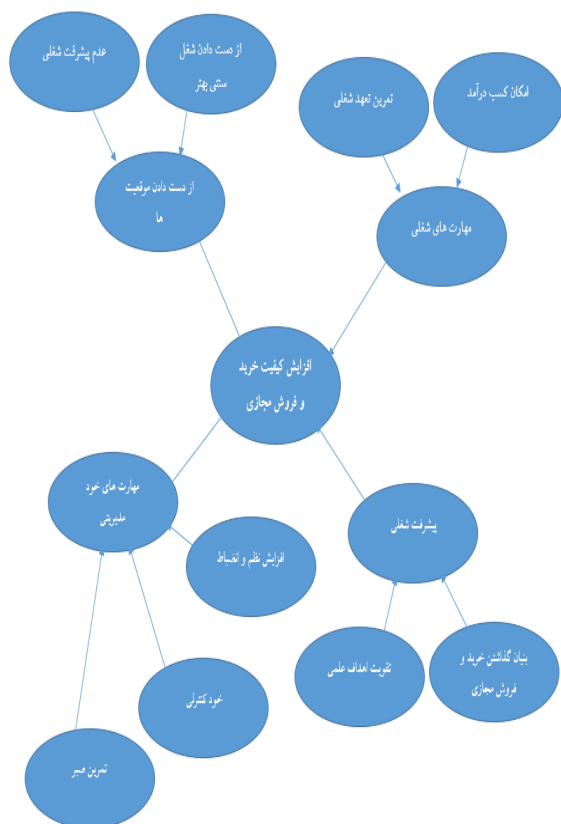 عدم پیشرفت شغلی
از دست دادن شغل
سنتی بهتر
تمرین تعهد شغلی
امکان کسب درآمد
از دست دادن موقعیت
ها
مهارت های شغلی
افزایش کیفیت خرید
و فروش مجازی
مهارت های خود
مدیریتی
پیشرفت شغلی
افزایش نظم و انضباط
تقویت اهداف علمی
بنیان گذاشتن خرید و
فروش مجازی
خود کنترلی
تمرین صبر